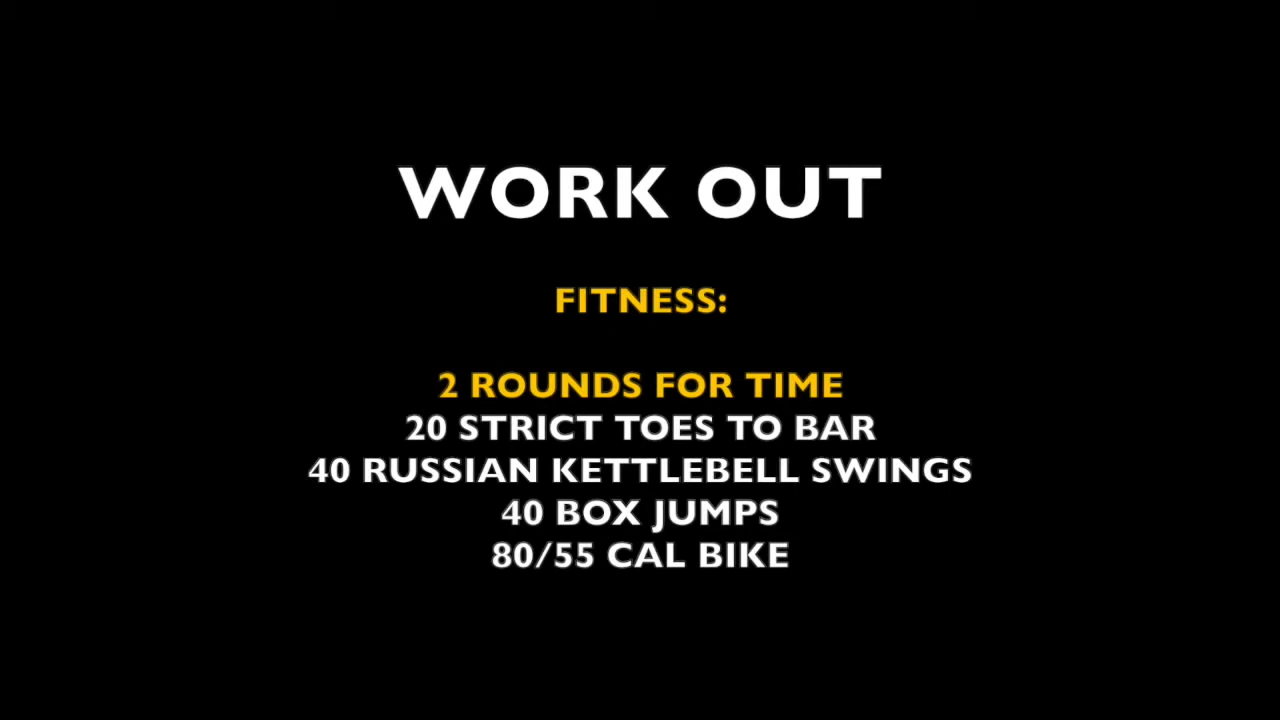 WORK OUT
FITNESS:
2 ROUNDS FOR TIME
20 STRICT TOES TO BAR
40 RUSSIAN KETTLEBELL SWINGS
40 BOX JUMPS
80/55 CAL BIKE